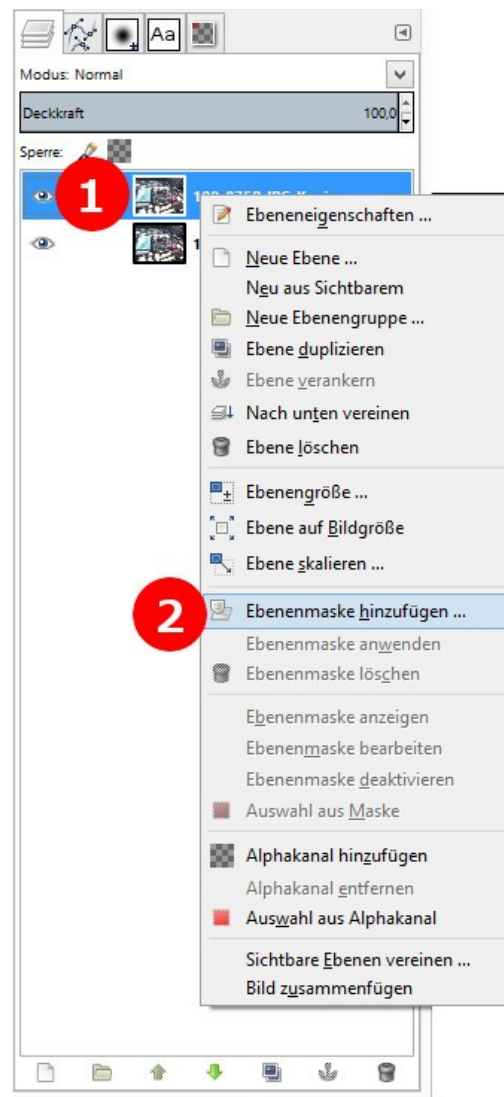 Aa
Modus: Normal
Deckkraft 100,0
Sperre:
1
Ebeneneigenschaften ...
Neue Ebene ...
Neu aus Sichtbarem
Neue Ebenengruppe ...
Ebene duplizieren
Ebene verankern
Nach unten vereinen
Ebene löschen
Ebenengröße ...
Ebene auf Bildgröße
Ebene skalieren ...
2 Ebenenmaske hinzufügen ...
Ebenenmaske anwenden
Ebenenmaske löschen
Ebenenmaske anzeigen
Ebenenmaske bearbeiten
Ebenenmaske deaktivieren
Auswahl aus Maske
Alphakanal hinzufügen
Alphakanal entfernen
Auswahl aus Alphakanal
Sichtbare Ebenen vereinen ...
Bild zusammenfügen